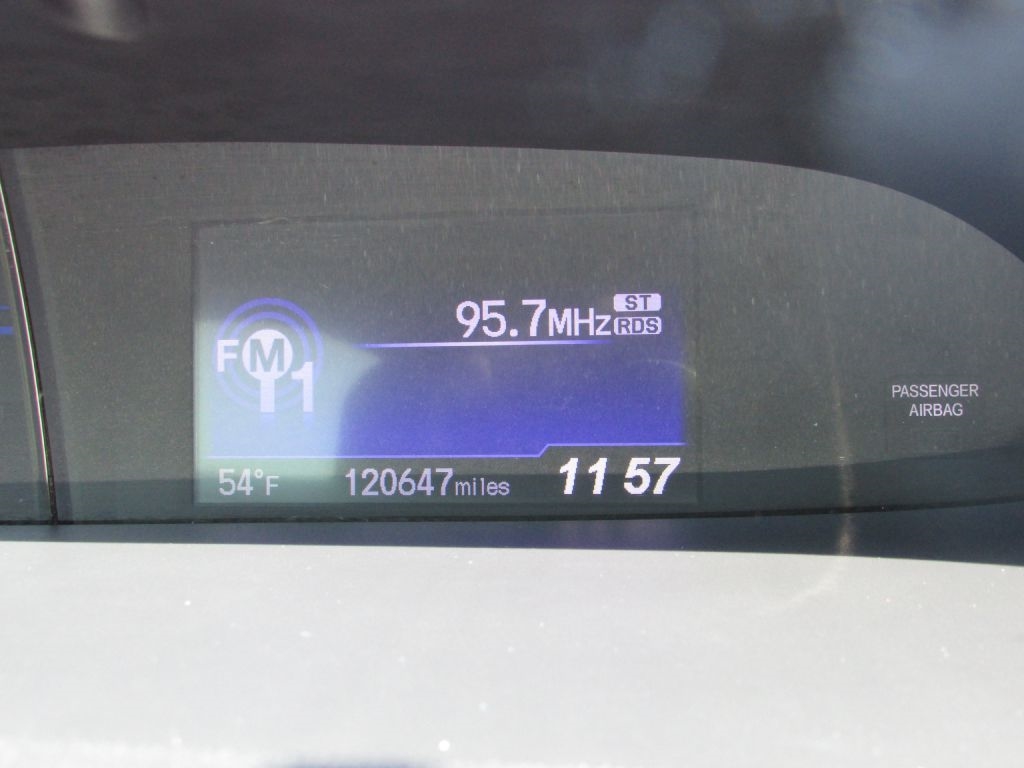 95.7MHz ST
RDS
FM 1
54°F 120647miles 11 57
PASSENGER
AIRBAG